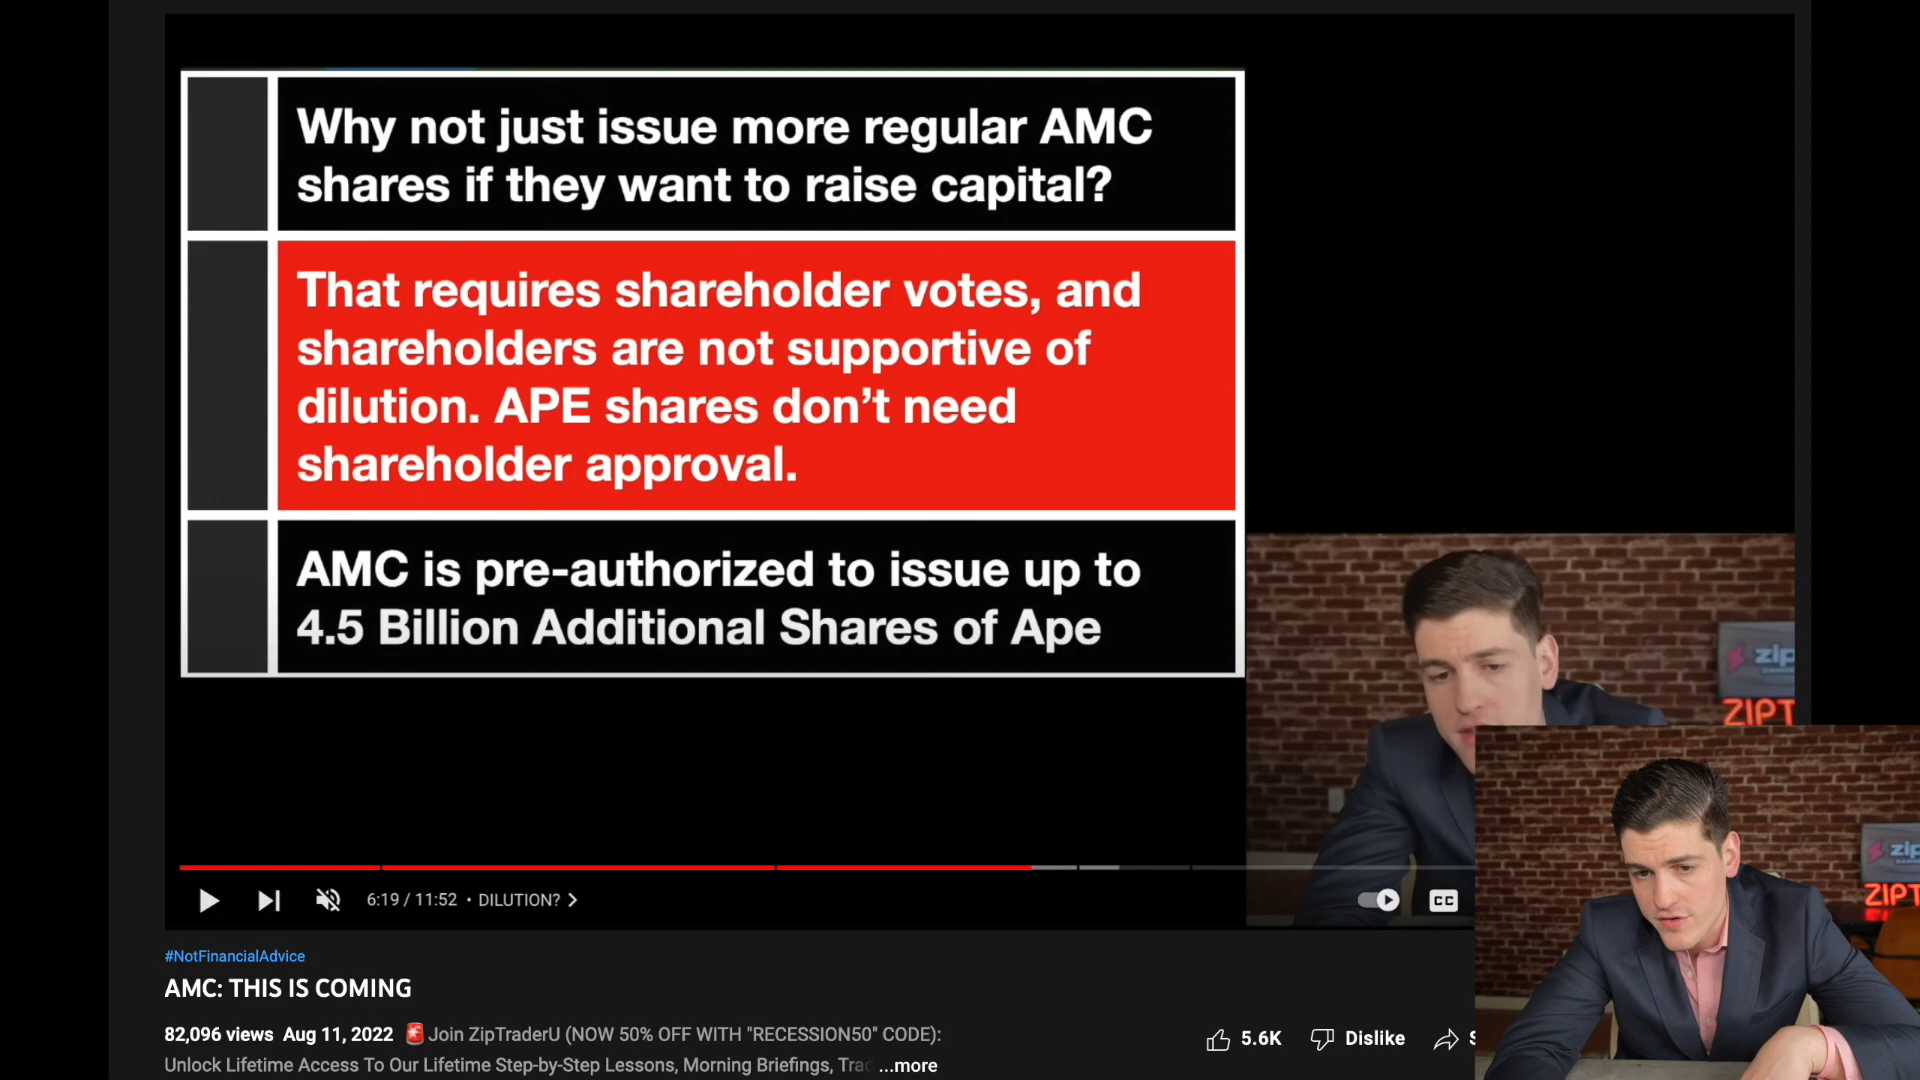 Why not just issue more regular AMC
shares if they want to raise capital?
That requires shareholder votes, and
shareholders are not supportive of
dilution. APE shares don’t need
shareholder approval.
AMC is pre-authorized to issue up to
4.5 Billion Additional Shares of Ape
zip
ZIPT
zip
ZIPT
6:19 / 11:52 • DILUTION?
CC
#NotFinancialAdvice
AMC: THIS IS COMING
82,096 views Aug 11, 2022 🚨Join ZipTraderU (NOW 50% OFF WITH "RECESSION50" CODE):
Unlock Lifetime Access To Our Lifetime Step-by-Step Lessons, Morning Briefings, Trad ...more
5.6K Dislike S